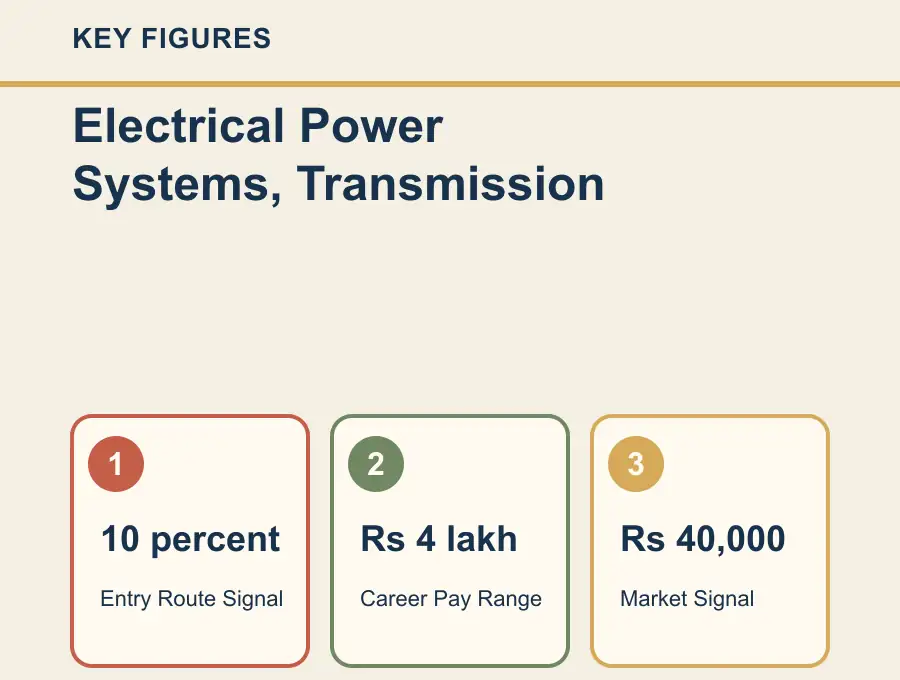 KEY FIGURES
Electrical Power
Systems, Transmission
1
10 percent
Entry Route Signal
2
Rs 4 lakh
Career Pay Range
3
Rs 40,000
Market Signal